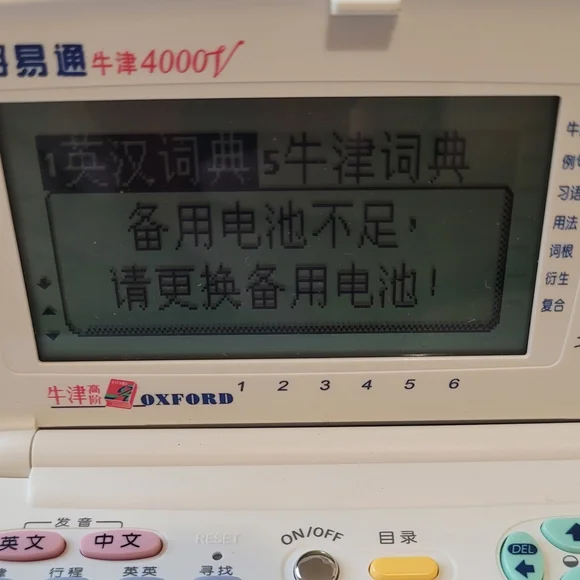 易通 牛津4000V
1英汉词典 5牛津词典
备用电池不足，
请更换备用电池！
例句
习语
用法
词根
衍生
复合
牛津高阶 OXFORD 1 2 3 4 5 6
发音
英文 中文 RESET ON/OFF 目录
行程 英英 寻找
DEL